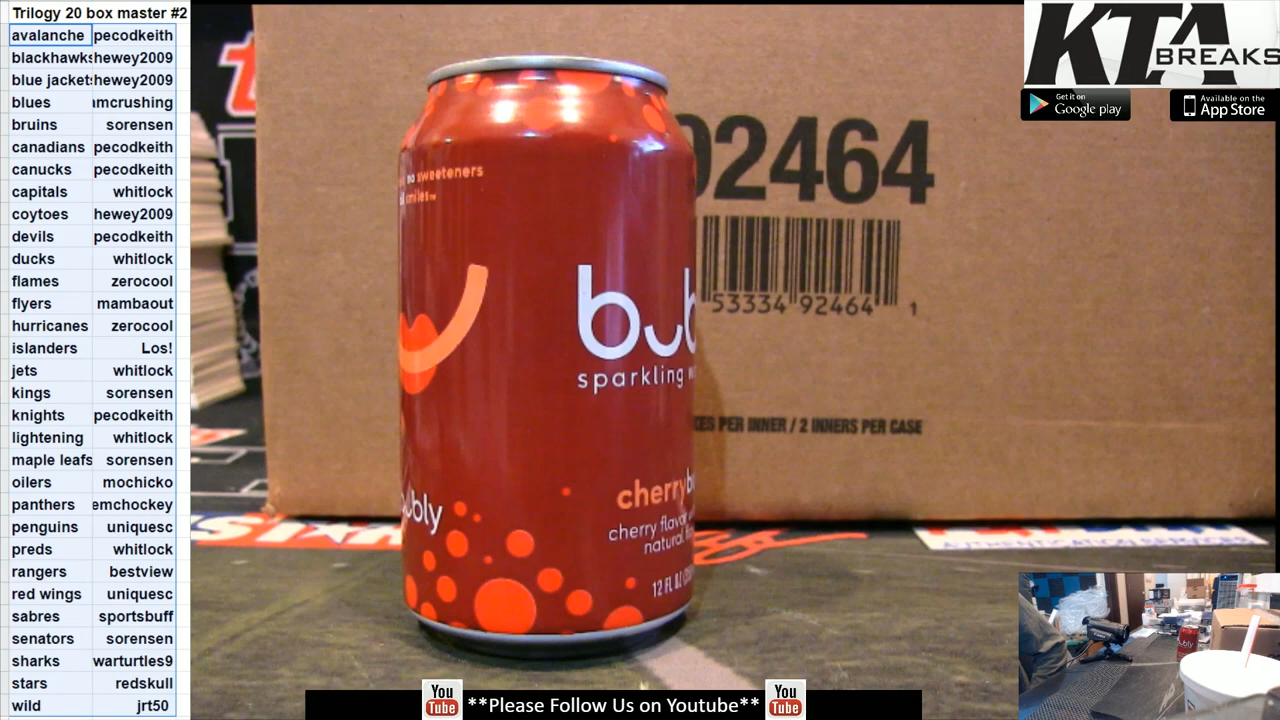 Trilogy 20 box master #2
avalanche pecodkeith
blackhawks hewey2009
blue jackets hewey2009
blues amcrushing
bruins sorensen
canadians pecodkeith
canucks pecodkeith
capitals whitlock
coytoes hewey2009
devils pecodkeith
ducks whitlock
flames zerocool
flyers mambaout
hurricanes zerocool
islanders Los!
jets whitlock
kings sorensen
knights pecodkeith
lightening whitlock
maple leafs sorensen
oilers mochicko
panthers emchockey
penguins uniquesc
preds whitlock
rangers bestview
red wings uniquesc
sabres sportsbuff
senators sorensen
sharks warturtles9
stars redskull
wild jrt50
KTA BREAKS
Get it on Google play
Available on the App Store
92464
53334 92464 1
PER INNER / 2 INNERS PER CASE
no sweeteners
smiles™
bub
sparkling
cherry
cherry flavor
natural
12 FL OZ
bubly
AUTHENTICATION SERVICES
You Tube **Please Follow Us on Youtube** You Tube